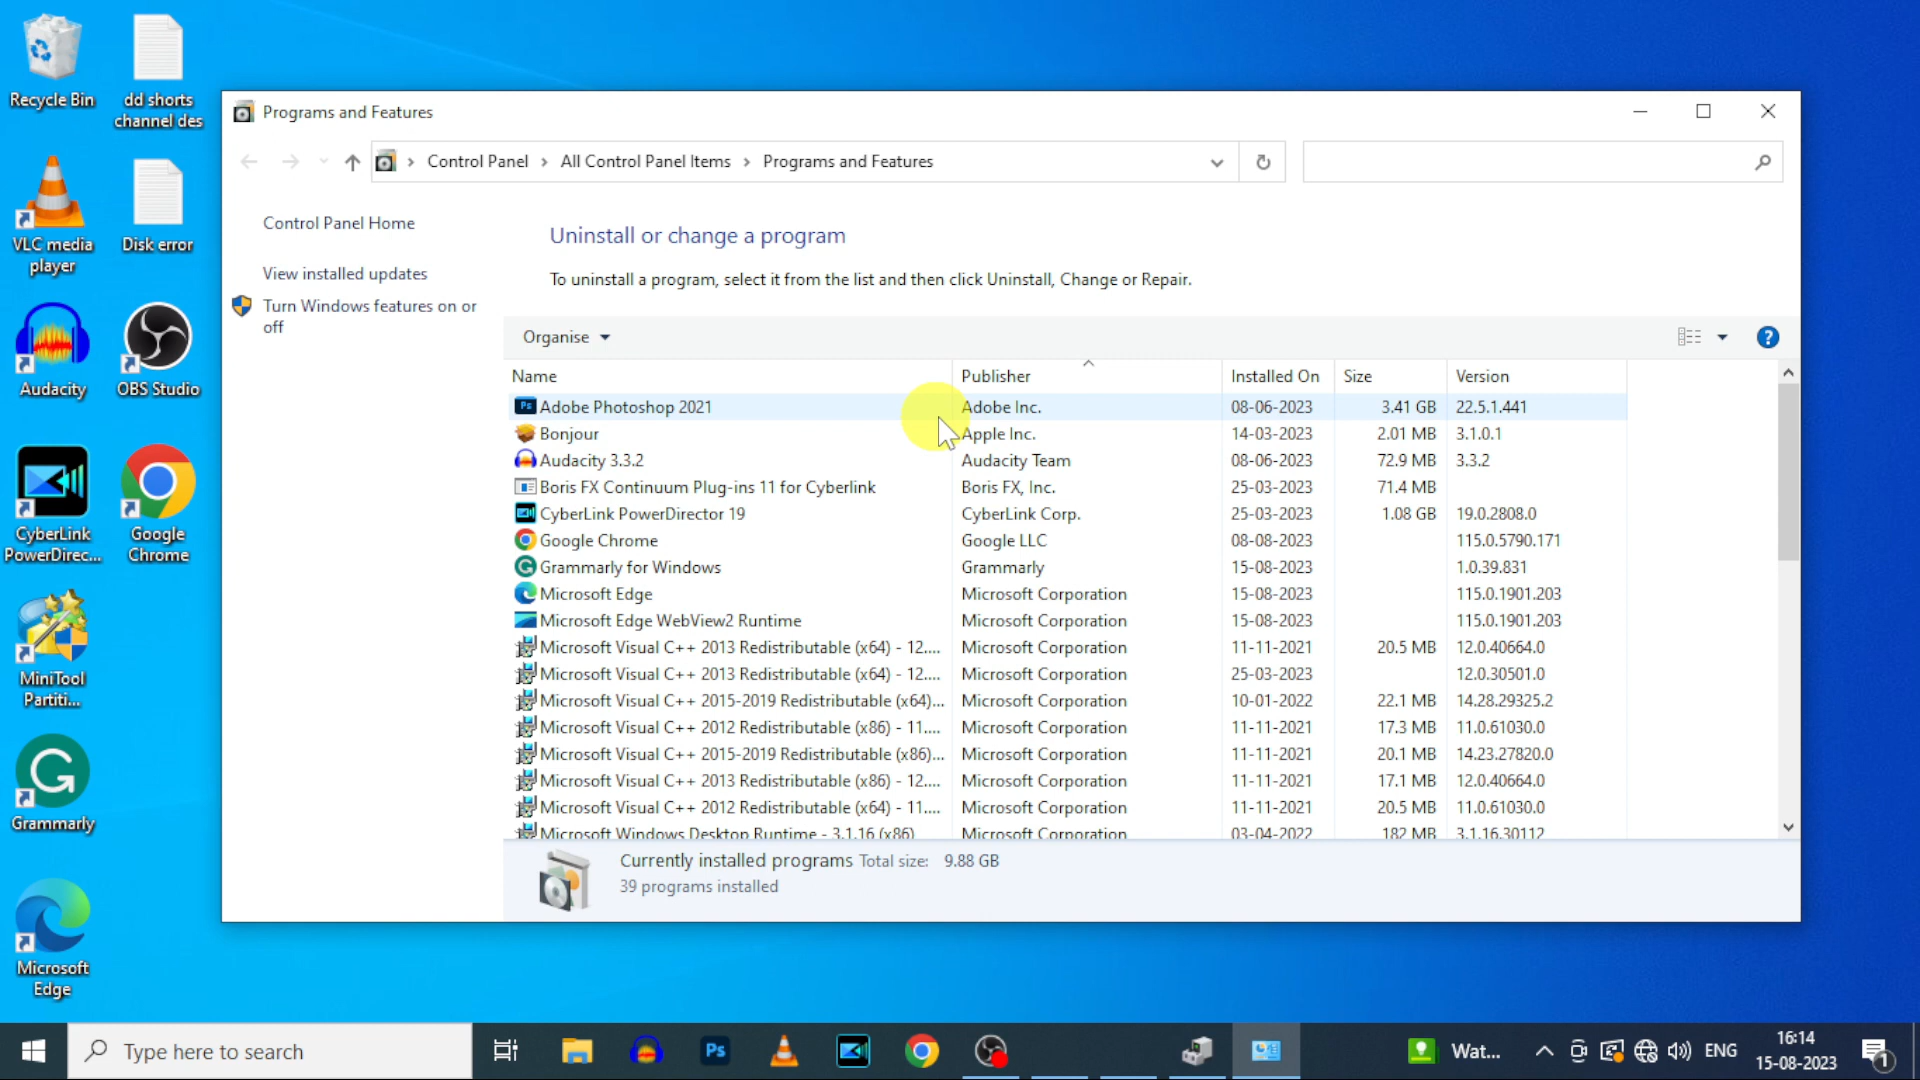 Recycle Bin
dd shorts
channel des
VLC media
player
Disk error
Audacity
OBS Studio
CyberLink
PowerDirec...
Google
Chrome
MiniTool
Partiti...
Grammarly
Microsoft
Edge
Programs and Features
Control Panel
All Control Panel Items
Programs and Features
Control Panel Home
View installed updates
Turn Windows features on or
off
Uninstall or change a program
To uninstall a program, select it from the list and then click Uninstall, Change or Repair.
Organise
Name Publisher Installed On Size Version
Adobe Photoshop 2021 Adobe Inc. 08-06-2023 3.41 GB 22.5.1.441
Bonjour Apple Inc. 14-03-2023 2.01 MB 3.1.0.1
Audacity 3.3.2 Audacity Team 08-06-2023 72.9 MB 3.3.2
Boris FX Continuum Plug-ins 11 for Cyberlink Boris FX, Inc. 25-03-2023 71.4 MB
CyberLink PowerDirector 19 CyberLink Corp. 25-03-2023 1.08 GB 19.0.2808.0
Google Chrome Google LLC 08-08-2023 115.0.5790.171
Grammarly for Windows Grammarly 15-08-2023 1.0.39.831
Microsoft Edge Microsoft Corporation 15-08-2023 115.0.1901.203
Microsoft Edge WebView2 Runtime Microsoft Corporation 15-08-2023 115.0.1901.203
Microsoft Visual C++ 2013 Redistributable (x64) - 12.... Microsoft Corporation 11-11-2021 20.5 MB 12.0.40664.0
Microsoft Visual C++ 2013 Redistributable (x64) - 12.... Microsoft Corporation 25-03-2023 12.0.30501.0
Microsoft Visual C++ 2015-2019 Redistributable (x64)... Microsoft Corporation 10-01-2022 22.1 MB 14.28.29325.2
Microsoft Visual C++ 2012 Redistributable (x86) - 11.... Microsoft Corporation 11-11-2021 17.3 MB 11.0.61030.0
Microsoft Visual C++ 2015-2019 Redistributable (x86)... Microsoft Corporation 11-11-2021 20.1 MB 14.23.27820.0
Microsoft Visual C++ 2013 Redistributable (x86) - 12.... Microsoft Corporation 11-11-2021 17.1 MB 12.0.40664.0
Microsoft Visual C++ 2012 Redistributable (x64) - 11.... Microsoft Corporation 11-11-2021 20.5 MB 11.0.61030.0
Microsoft Windows Desktop Runtime - 3.1.16 (x86) Microsoft Corporation 03-04-2022 182 MB 3.1.16.30112
Currently installed programs Total size: 9.88 GB
39 programs installed
Type here to search
Ps
Wat...
ENG
16:14
15-08-2023
1